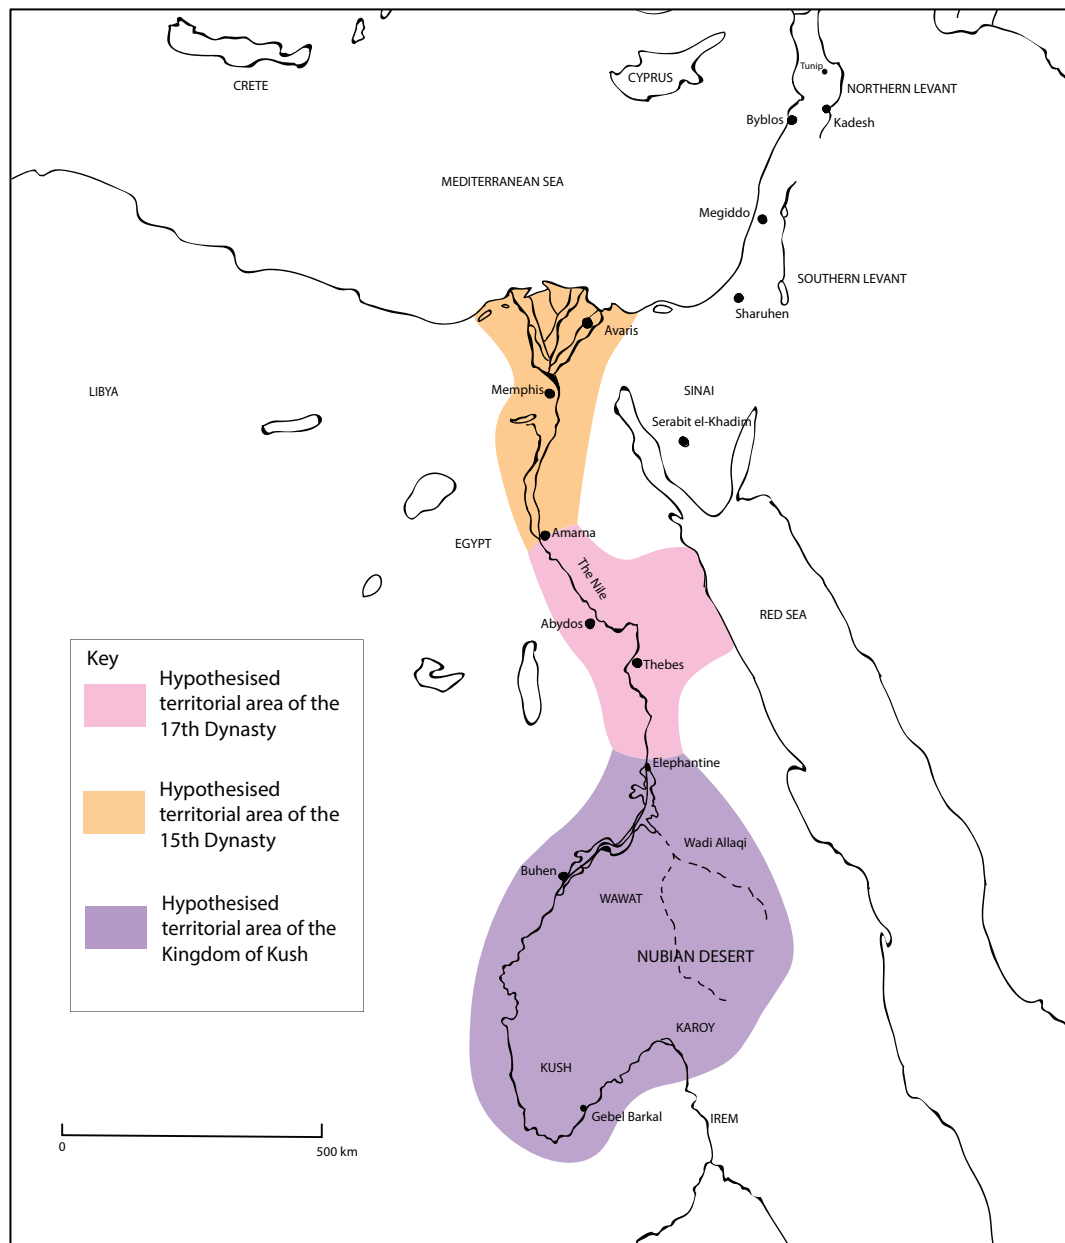 CRETE
CYPRUS
Tunip
NORTHERN LEVANT
Byblos
Kadesh
MEDITERRANEAN SEA
Megiddo
SOUTHERN LEVANT
Sharuhen
Avaris
LIBYA
Memphis
SINAI
Serabit el-Khadim
EGYPT
Amarna
The Nile
Abydos
RED SEA
Thebes
Key
Hypothesised
territorial area of the
17th Dynasty
Hypothesised
territorial area of the
15th Dynasty
Hypothesised
territorial area of the
Kingdom of Kush
Elephantine
Wadi Allaqi
Buhen
WAWAT
NUBIAN DESERT
KAROY
KUSH
Gebel Barkal
IREM
0
500 km